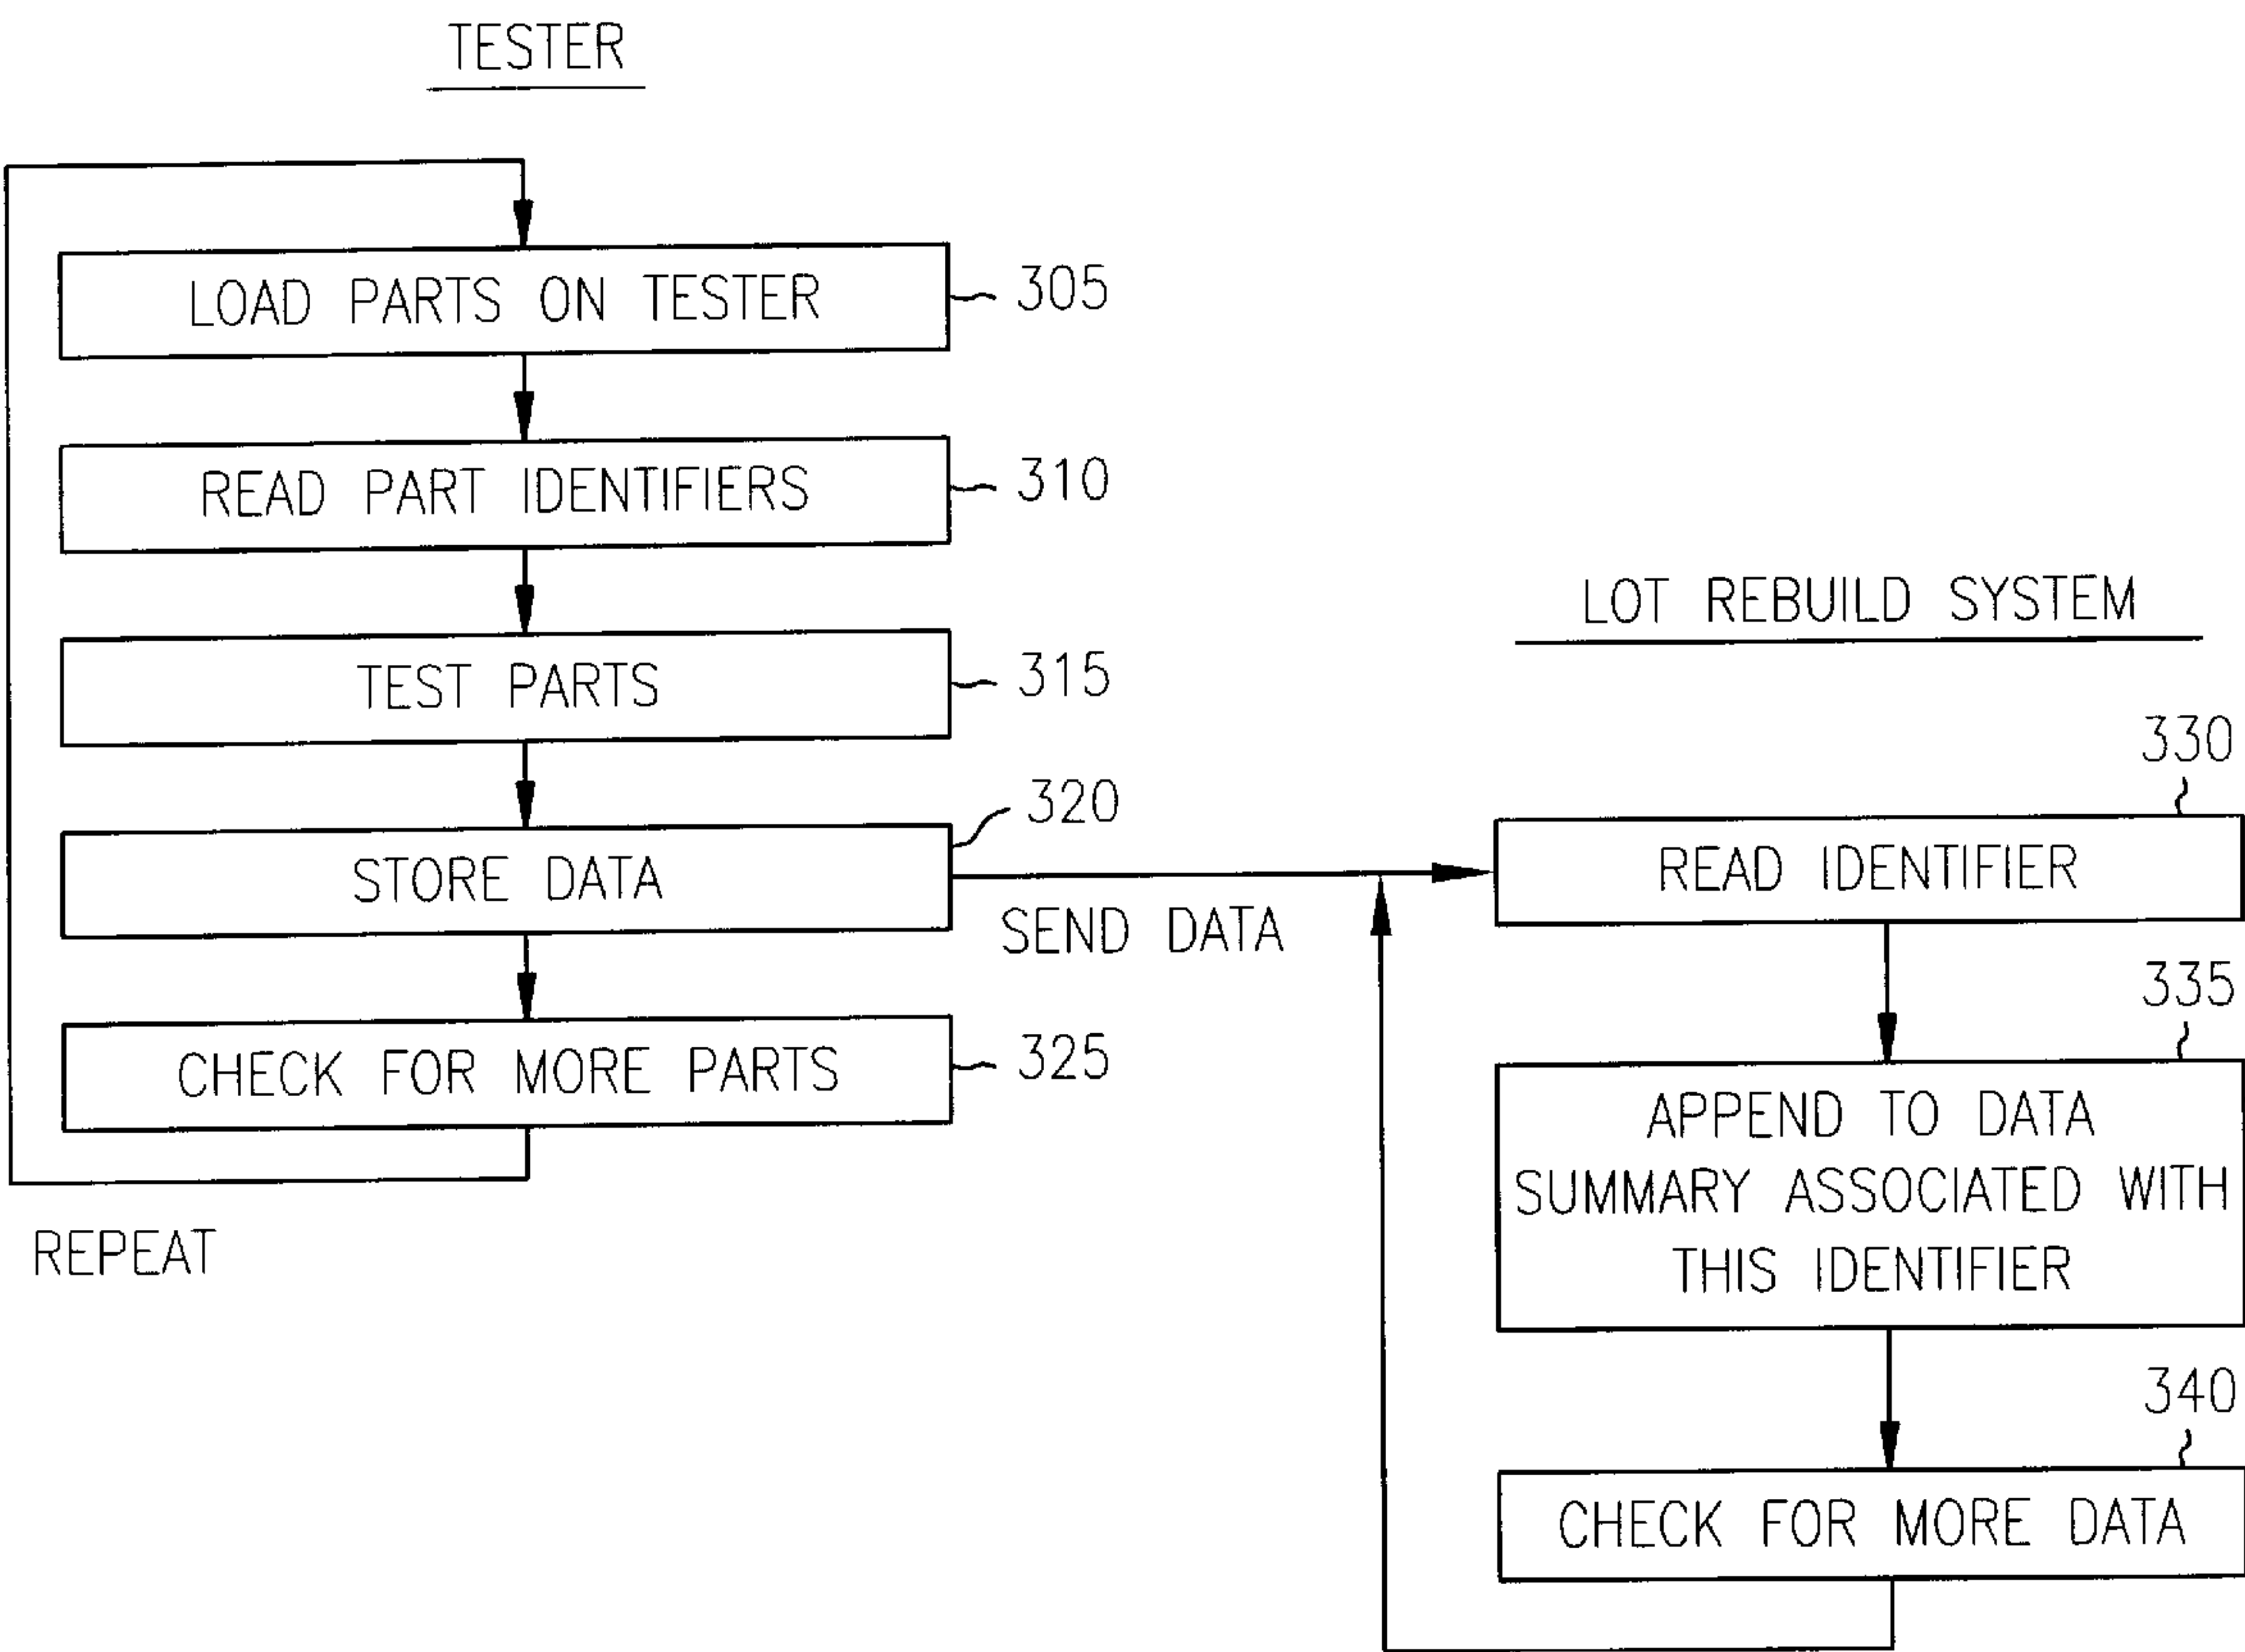 TESTER
LOAD PARTS ON TESTER
305
READ PART IDENTIFIERS
310
TEST PARTS
315
STORE DATA
320
SEND DATA
CHECK FOR MORE PARTS
325
REPEAT
LOT REBUILD SYSTEM
330
READ IDENTIFIER
335
APPEND TO DATA
SUMMARY ASSOCIATED WITH
THIS IDENTIFIER
340
CHECK FOR MORE DATA